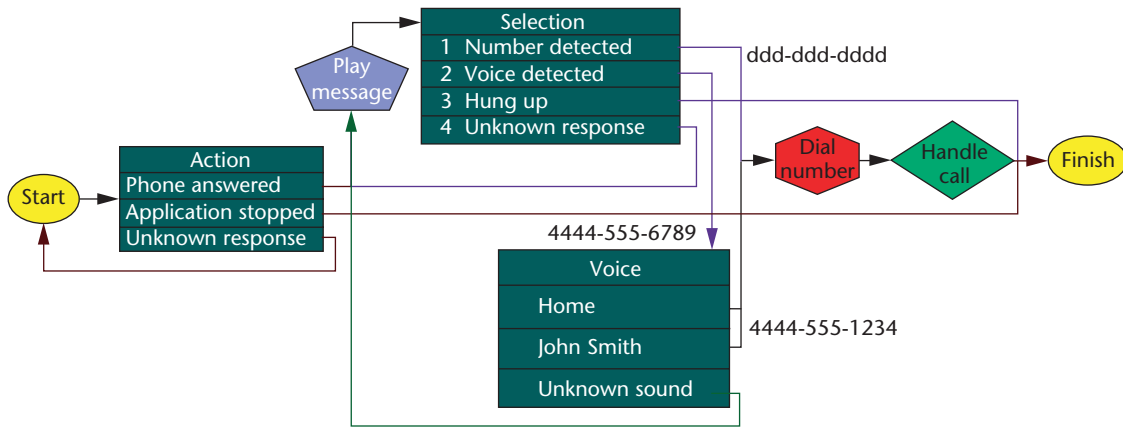 Selection
1 Number detected
2 Voice detected
3 Hung up
4 Unknown response
Play
message
ddd-ddd-dddd
Action
Phone answered
Application stopped
Unknown response
Start
Dial
number
Handle
call
Finish
4444-555-6789
Voice
Home
John Smith
Unknown sound
4444-555-1234